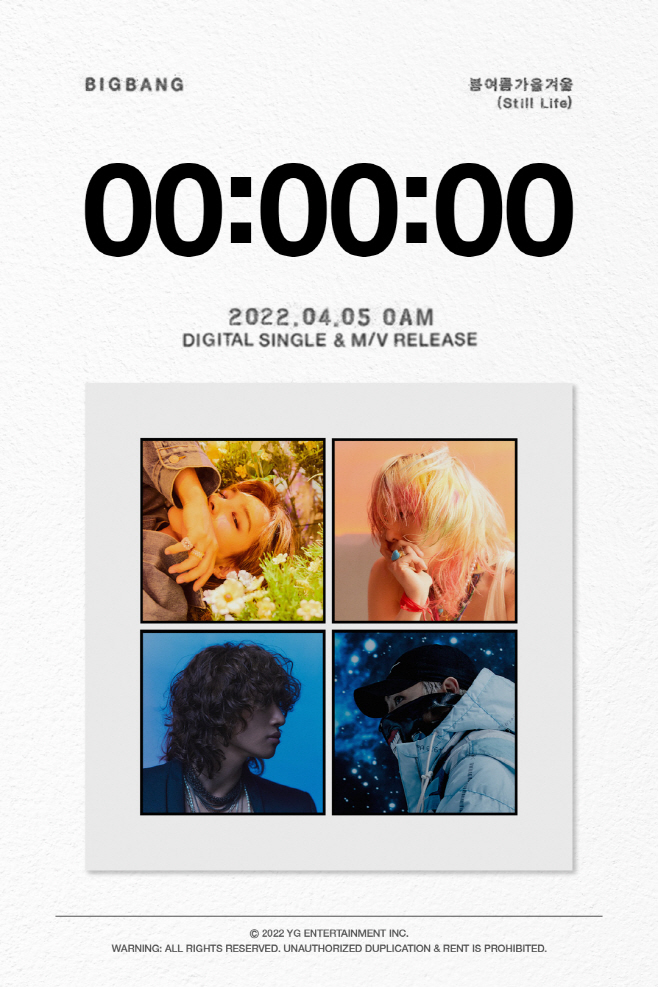 BIGBANG
봄여름가을겨울
(Still Life)
00:00:00
2022.04.05 0AM
DIGITAL SINGLE & M/V RELEASE
© 2022 YG ENTERTAINMENT INC.
WARNING: ALL RIGHTS RESERVED. UNAUTHORIZED DUPLICATION & RENT IS PROHIBITED.